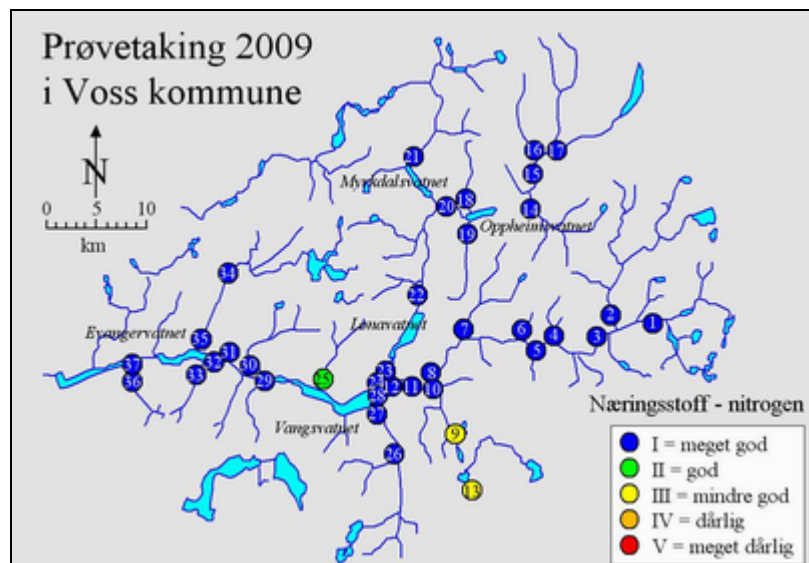 Prøvetaking 2009
i Voss kommune
N
0 5 10
km
21
16
17
15
Myrkdalsvatnet
20
18
14
Oppheimsvatnet
19
34
22
2
1
Lønavatnet
7
6
4
3
5
Evangervatnet
35
31
32
30
37
36
33
29
25
23
24
12
11
8
10
28
27
Vangsvatnet
26
9
13
Næringsstoff - nitrogen
I = meget god
II = god
III = mindre god
IV = dårlig
V = meget dårlig